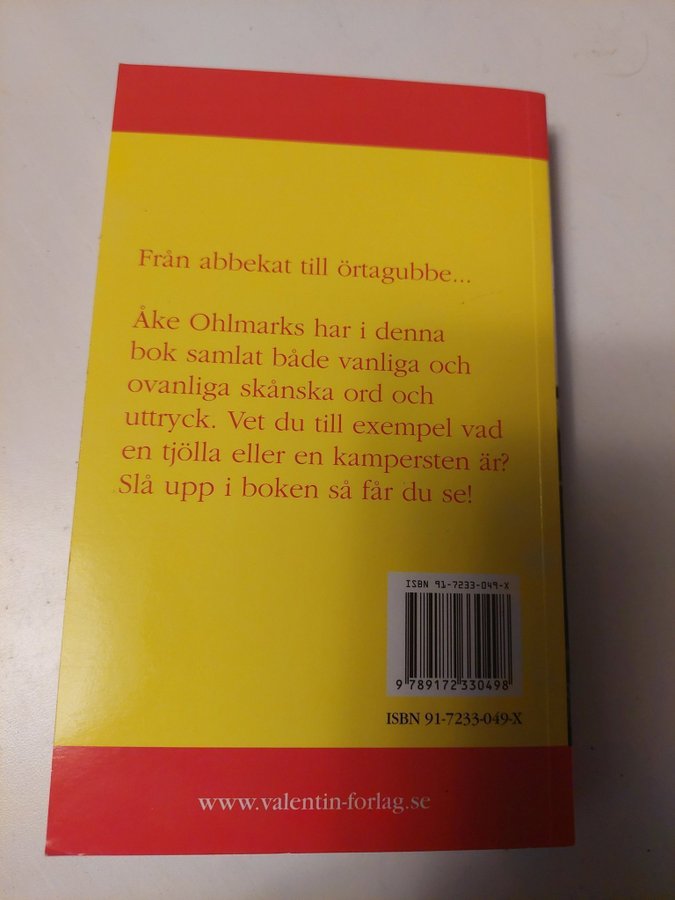 Från abbekat till örtagubbe...
Åke Ohlmarks har i denna
bok samlat både vanliga och
ovanliga skånska ord och
uttryck. Vet du till exempel vad
en tjölla eller en kampersten är?
Slå upp i boken så får du se!
ISBN 91-7233-049-X
9 789172 330498
ISBN 91-7233-049-X
www.valentin-forlag.se